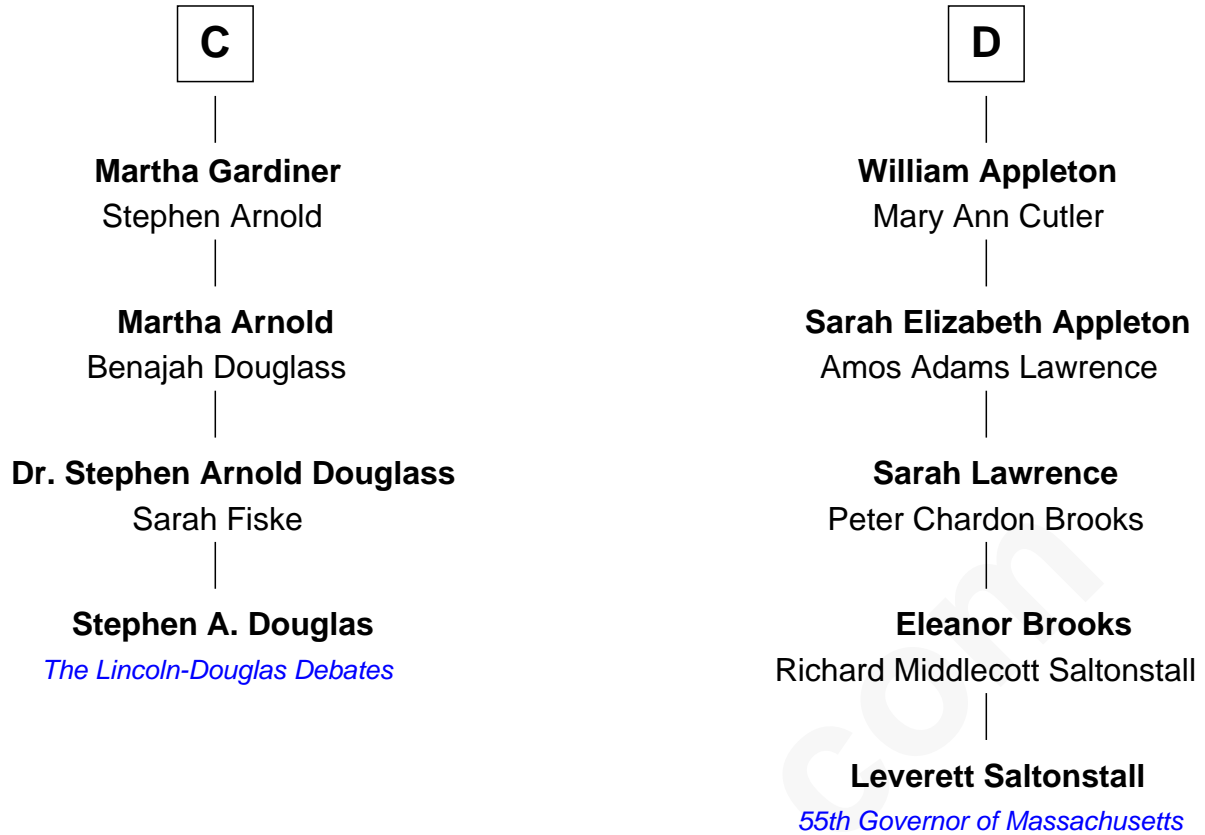 C
Martha Gardiner
Stephen Arnold
Martha Arnold
Benajah Douglass
Dr. Stephen Arnold Douglass
Sarah Fiske
Stephen A. Douglas
The Lincoln-Douglas Debates
D
William Appleton
Mary Ann Cutler
Sarah Elizabeth Appleton
Amos Adams Lawrence
Sarah Lawrence
Peter Chardon Brooks
Eleanor Brooks
Richard Middlecott Saltonstall
Leverett Saltonstall
55th Governor of Massachusetts
com